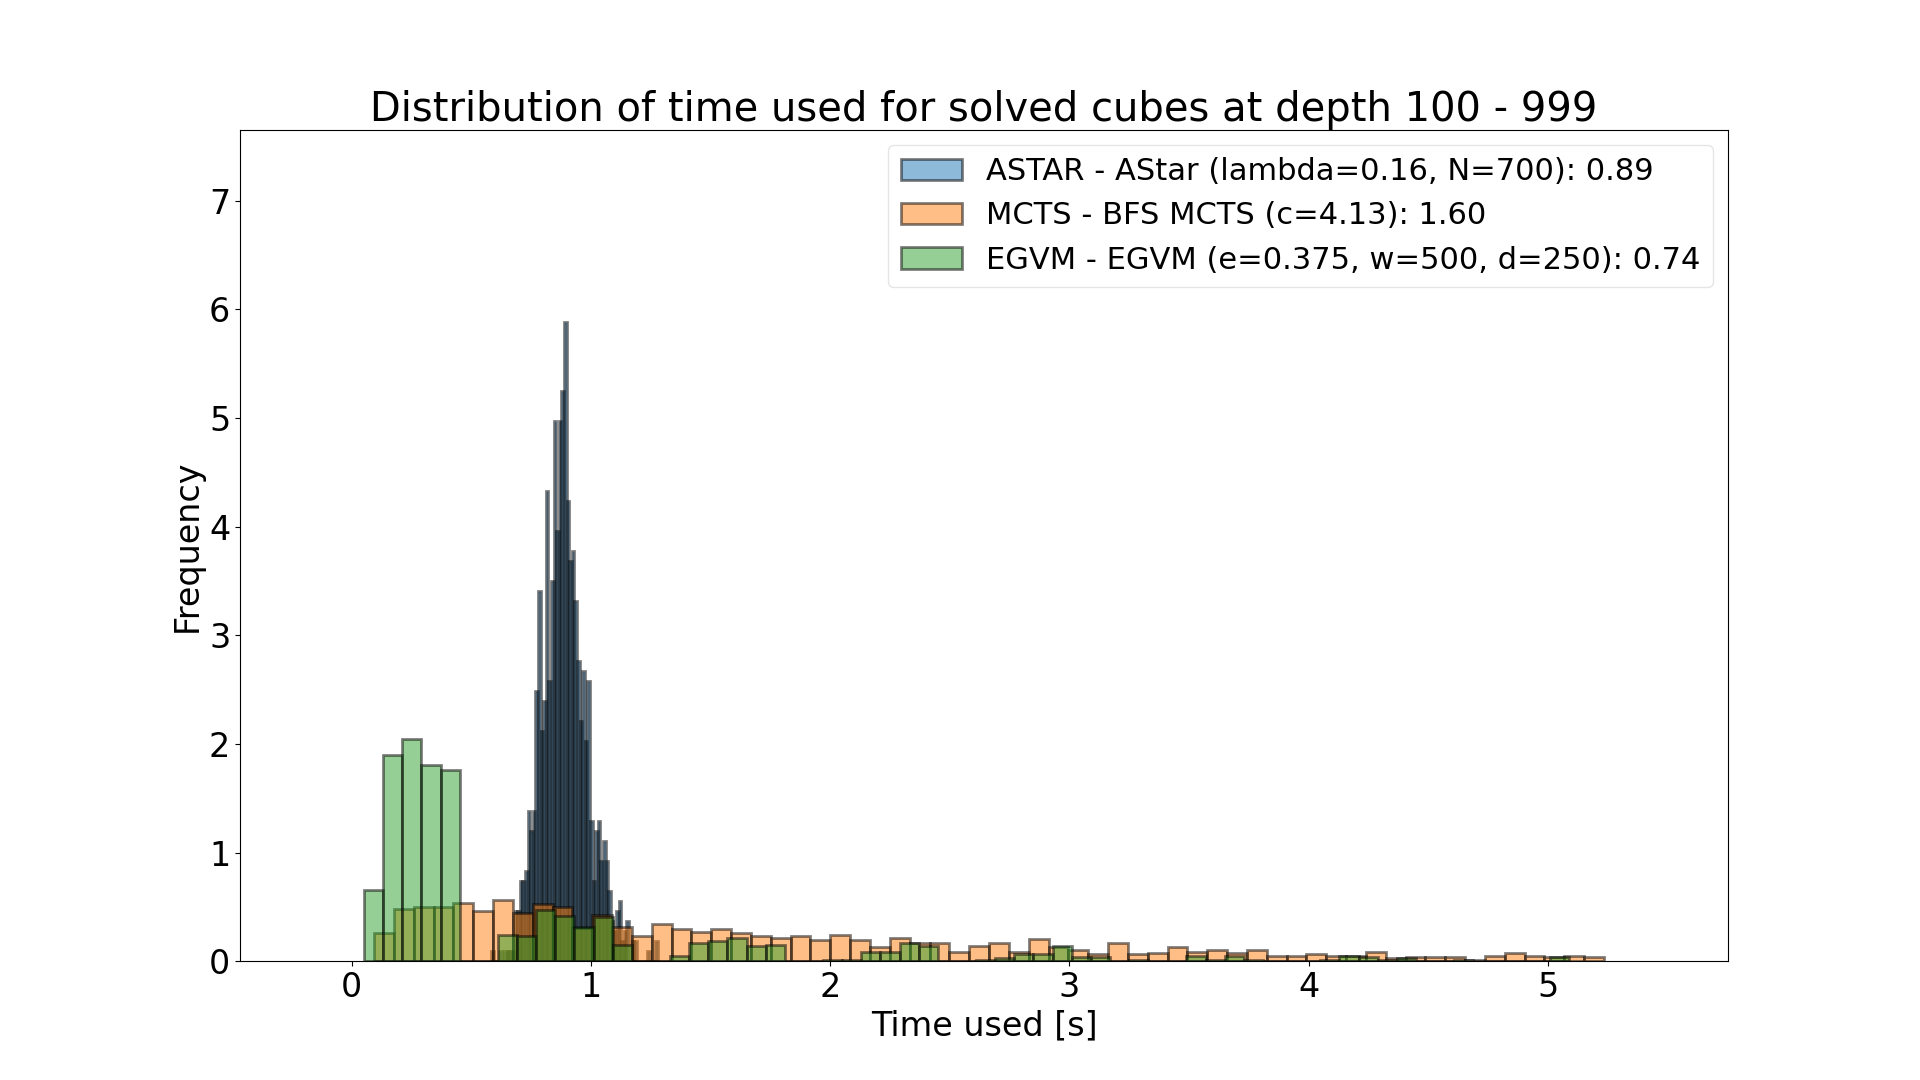 Distribution of time used for solved cubes at depth 100 - 999
ASTAR - AStar (lambda=0.16, N=700): 0.89
MCTS - BFS MCTS (c=4.13): 1.60
EGVM - EGVM (e=0.375, w=500, d=250): 0.74
7
6
5
4
3
2
1
0
Frequency
0 1 2 3 4 5
Time used [s]